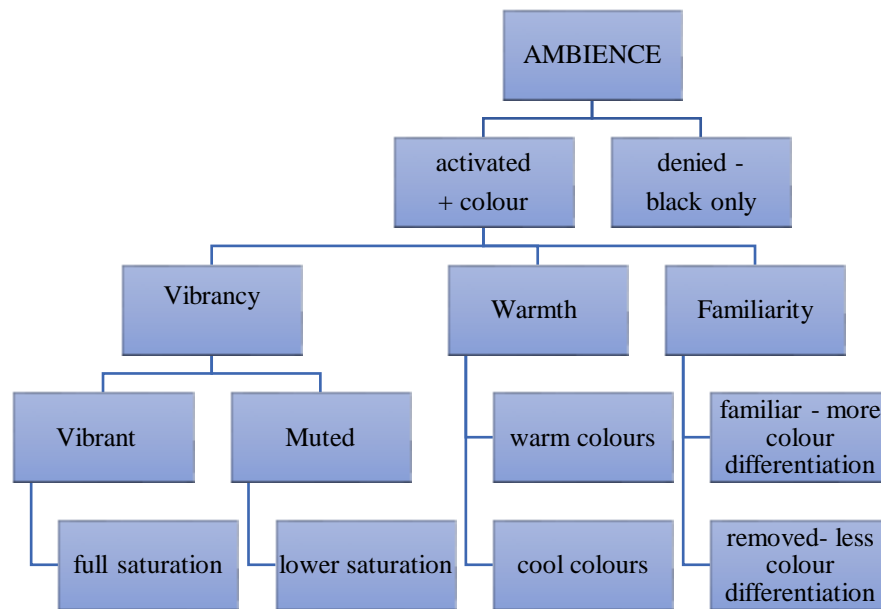 AMBIENCE
activated
+ colour
denied -
black only
Vibrancy
Warmth
Familiarity
Vibrant
Muted
warm colours
familiar - more
colour
differentiation
full saturation
lower saturation
cool colours
removed- less
colour
differentiation